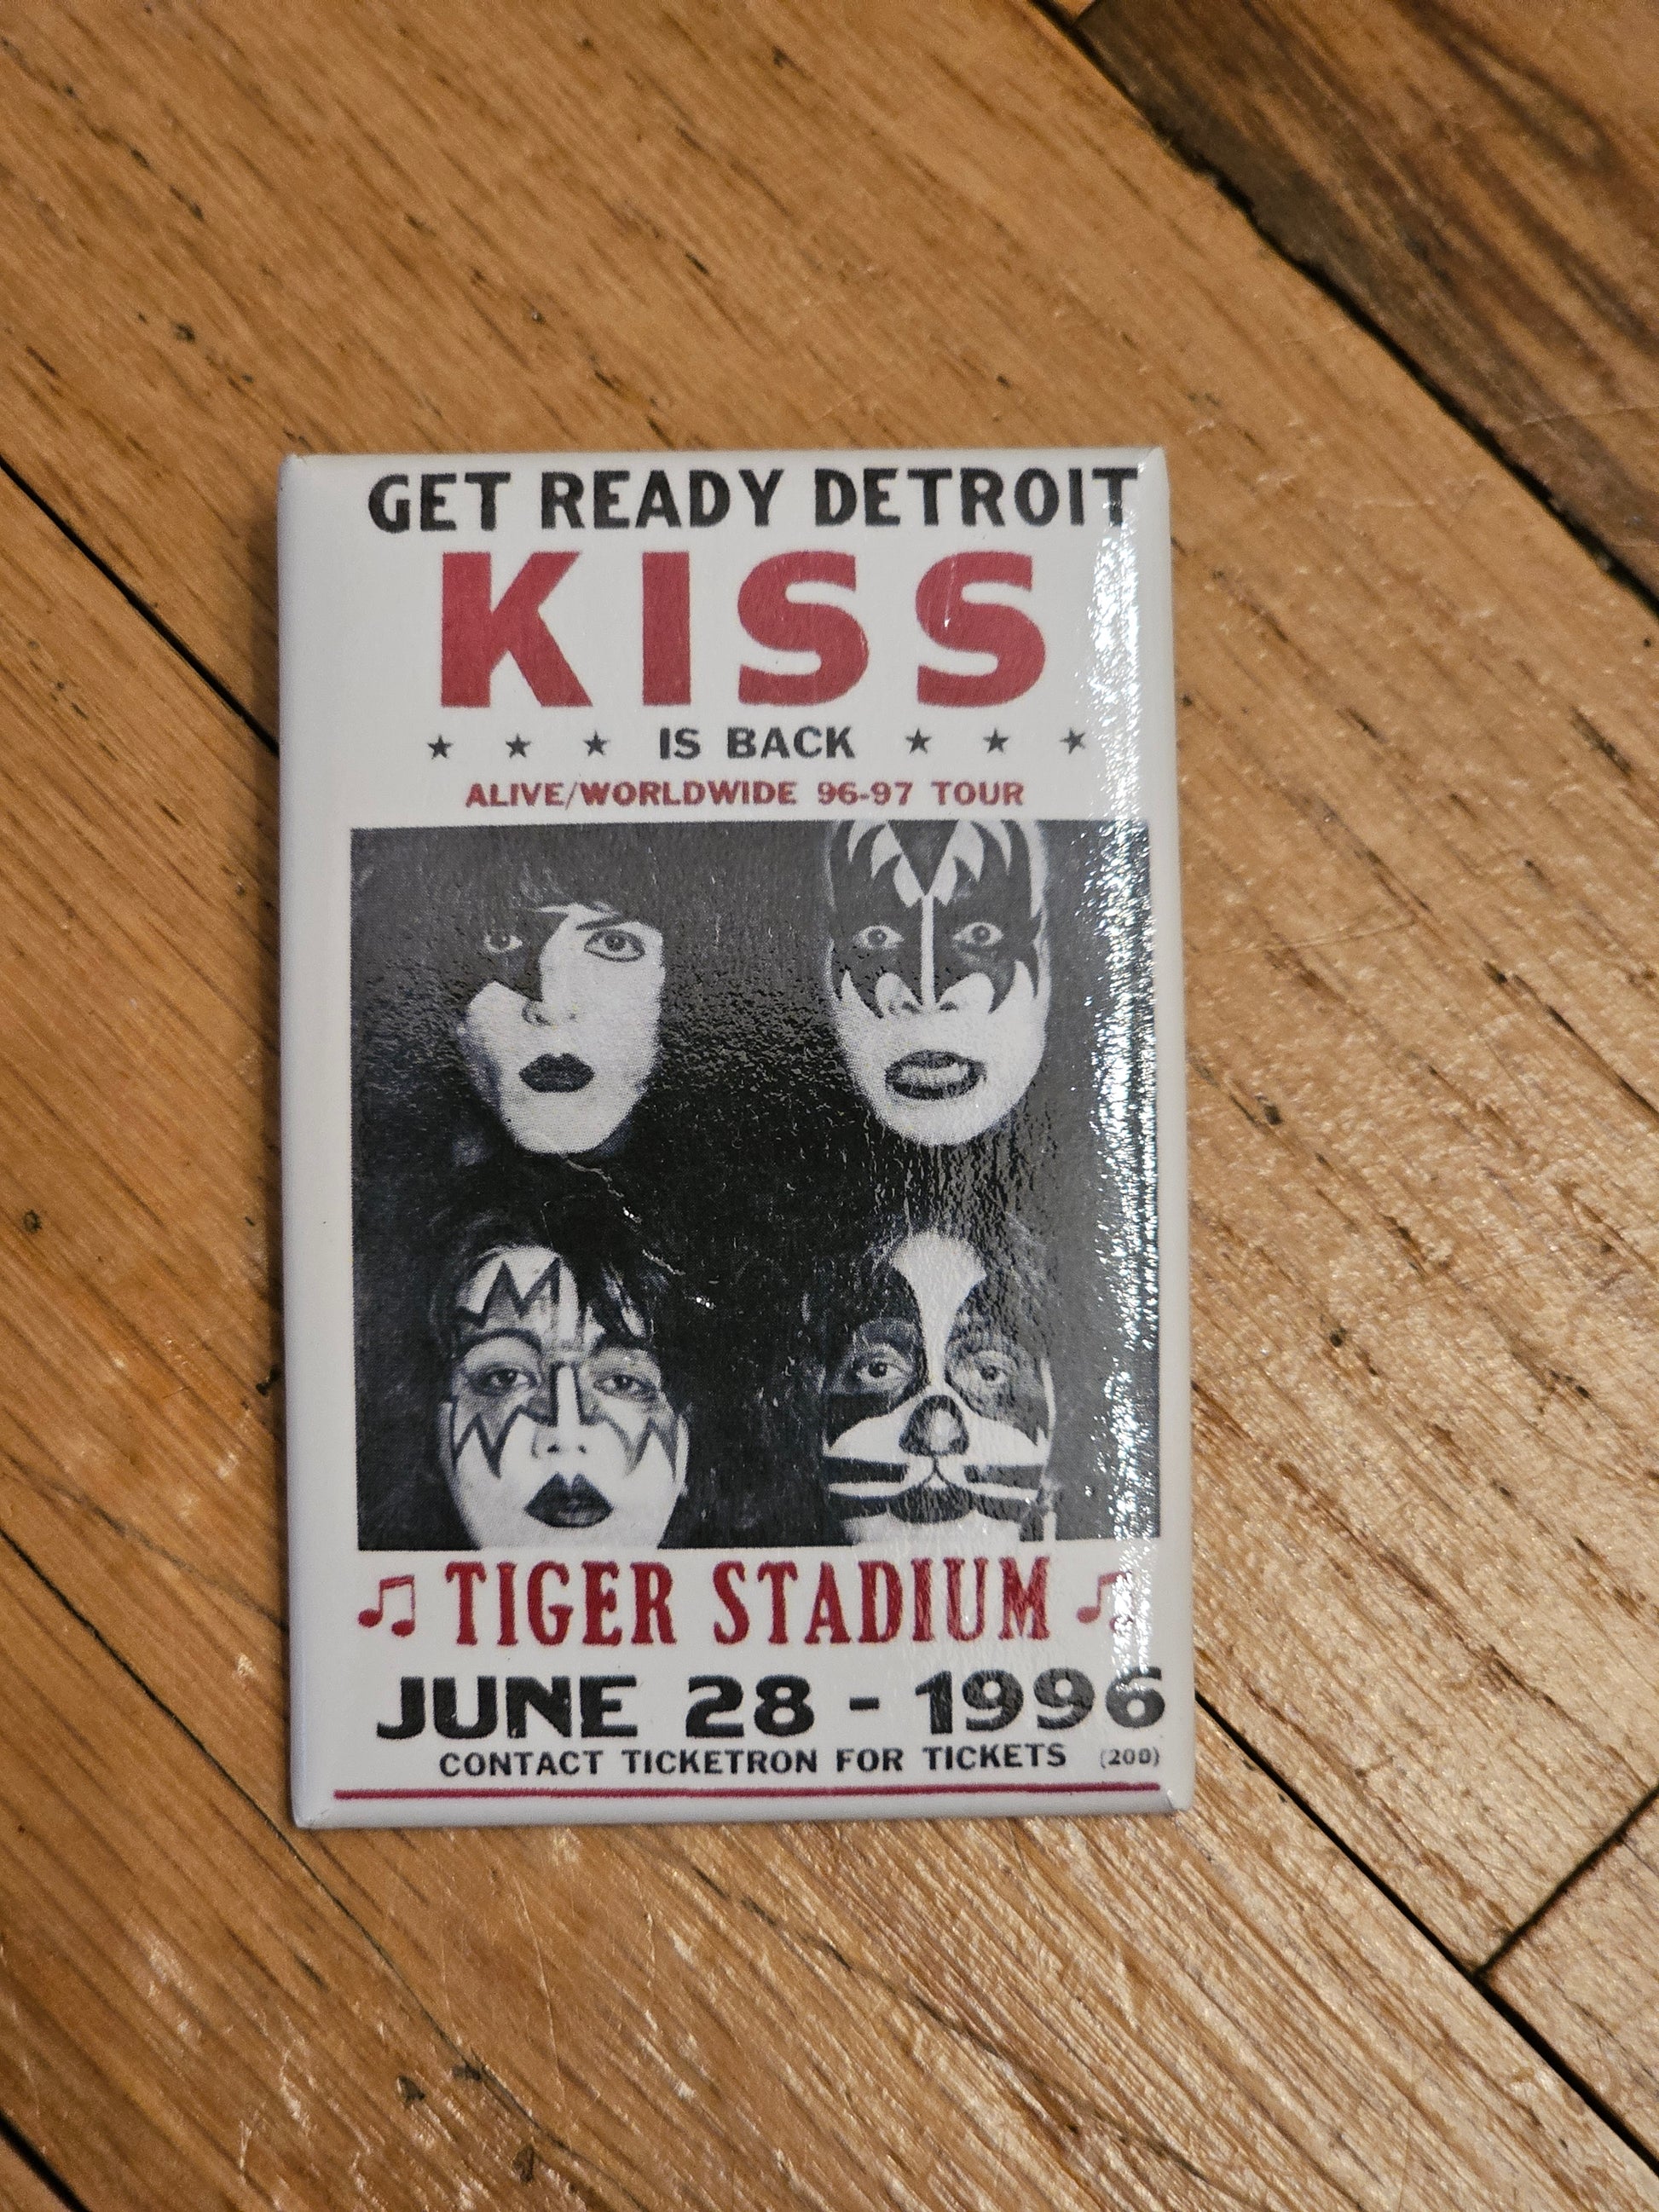 GET READY DETROIT
KISS
★ ★ ★ IS BACK ★ ★ ★
ALIVE/WORLDWIDE 96-97 TOUR
♫ TIGER STADIUM ♫
JUNE 28 - 1996
CONTACT TICKETRON FOR TICKETS (200)